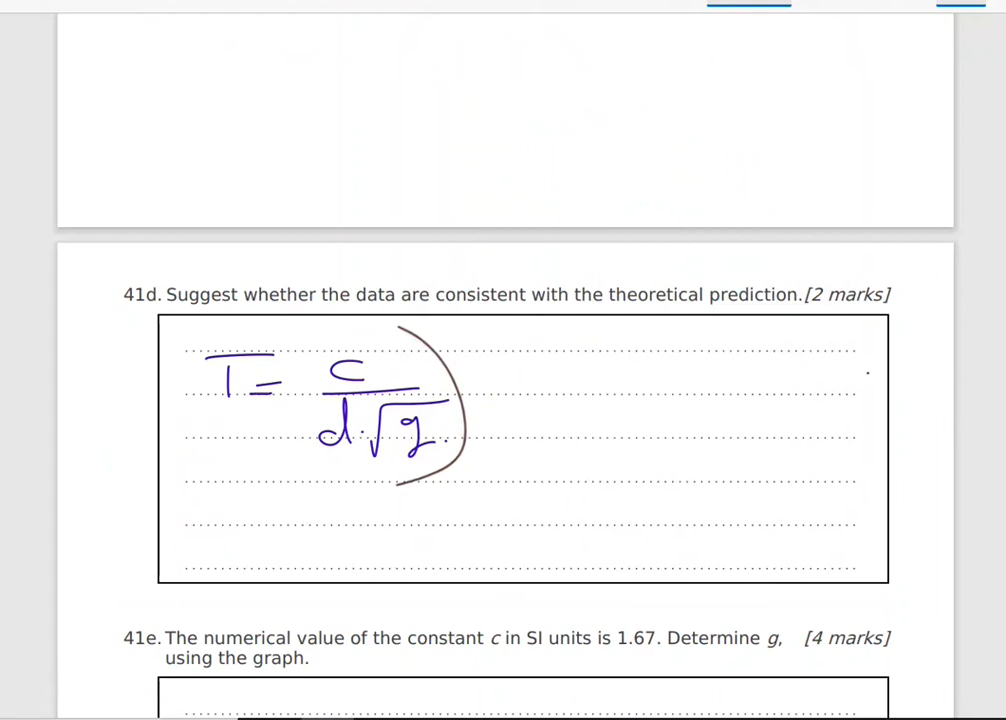 41d. Suggest whether the data are consistent with the theoretical prediction. [2 marks]
T = c / d√g
41e. The numerical value of the constant c in SI units is 1.67. Determine g, [4 marks]
using the graph.